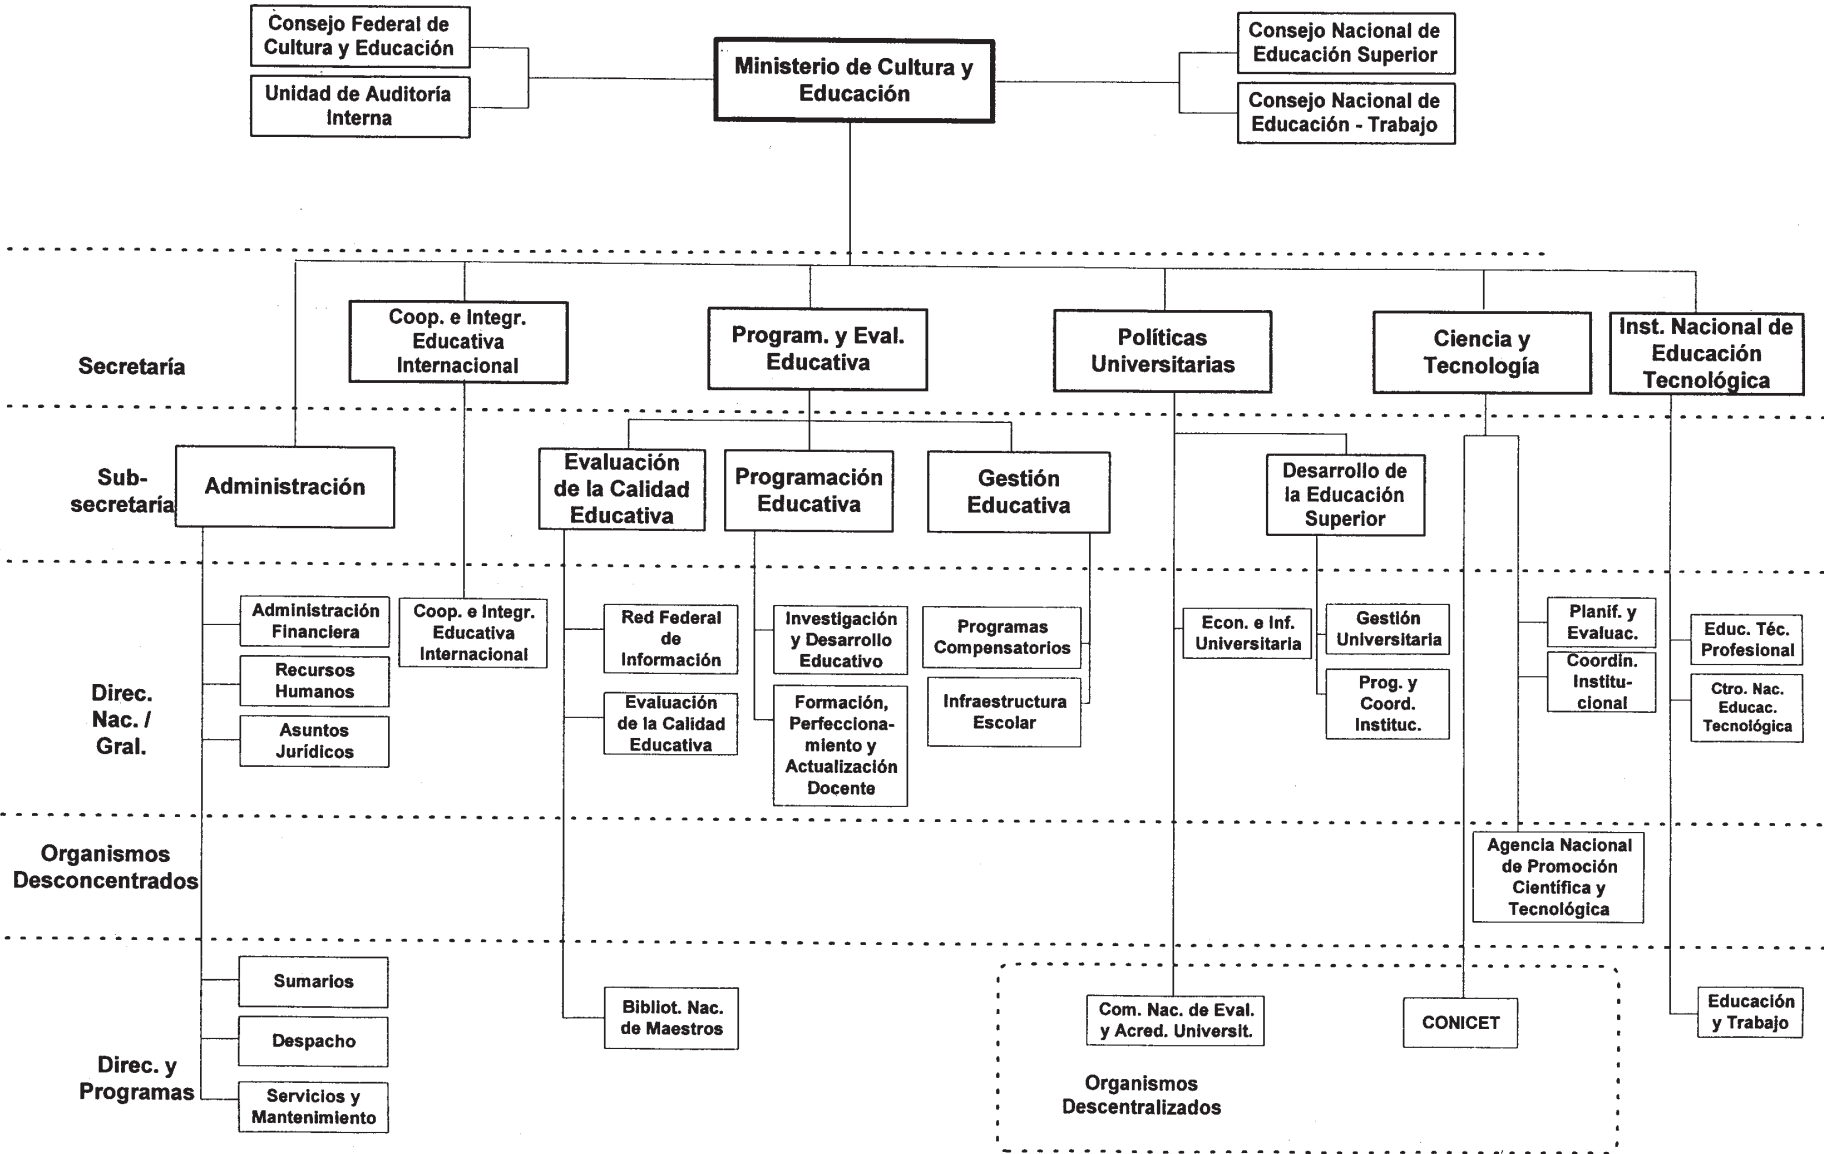 Consejo Federal de
Cultura y Educación
Unidad de Auditoría
Interna
Ministerio de Cultura y
Educación
Consejo Nacional de
Educación Superior
Consejo Nacional de
Educación - Trabajo
Secretaría
Coop. e Integr.
Educativa
Internacional
Program. y Eval.
Educativa
Políticas
Universitarias
Ciencia y
Tecnología
Inst. Nacional de
Educación
Tecnológica
Sub-
secretaría
Administración
Evaluación
de la Calidad
Educativa
Programación
Educativa
Gestión
Educativa
Desarrollo de
la Educación
Superior
Direc.
Nac. /
Gral.
Administración
Financiera
Recursos
Humanos
Asuntos
Jurídicos
Coop. e Integr.
Educativa
Internacional
Red Federal
de
Información
Evaluación
de la Calidad
Educativa
Investigación
y Desarrollo
Educativo
Formación,
Perfecciona-
miento y
Actualización
Docente
Programas
Compensatorios
Infraestructura
Escolar
Econ. e Inf.
Universitaria
Gestión
Universitaria
Prog. y
Coord.
Instituc.
Planif. y
Evaluac.
Coordin.
Institu-
cional
Educ. Téc.
Profesional
Ctro. Nac.
Educac.
Tecnológica
Organismos
Desconcentrados
Agencia Nacional
de Promoción
Científica y
Tecnológica
Direc. y
Programas
Sumarios
Despacho
Servicios y
Mantenimiento
Bibliot. Nac.
de Maestros
Com. Nac. de Eval.
y Acred. Universit.
CONICET
Organismos
Descentralizados
Educación
y Trabajo